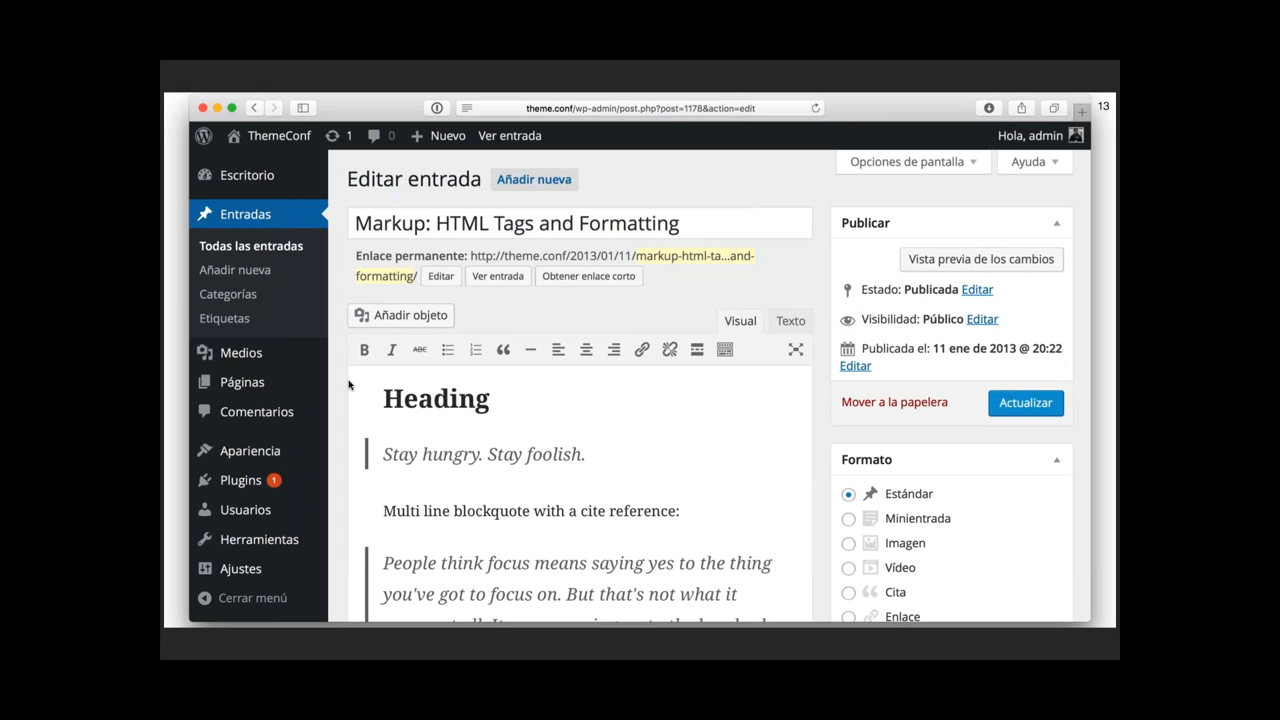 theme.conf/wp-admin/post.php?post=1178&action=edit
13
ThemeConf 1 0 Nuevo Ver entrada Hola, admin
Opciones de pantalla Ayuda
Escritorio
Entradas
Todas las entradas
Añadir nueva
Categorías
Etiquetas
Medios
Páginas
Comentarios
Apariencia
Plugins 1
Usuarios
Herramientas
Ajustes
Cerrar menú
Editar entrada Añadir nueva
Markup: HTML Tags and Formatting
Enlace permanente: http://theme.conf/2013/01/11/markup-html-ta...and-
formatting/ Editar Ver entrada Obtener enlace corto
Añadir objeto
Visual Texto
B I ABC
Heading
Stay hungry. Stay foolish.
Multi line blockquote with a cite reference:
People think focus means saying yes to the thing
you've got to focus on. But that's not what it
Publicar
Vista previa de los cambios
Estado: Publicada Editar
Visibilidad: Público Editar
Publicada el: 11 ene de 2013 @ 20:22
Editar
Mover a la papelera Actualizar
Formato
Estándar
Minientrada
Imagen
Vídeo
Cita
Enlace